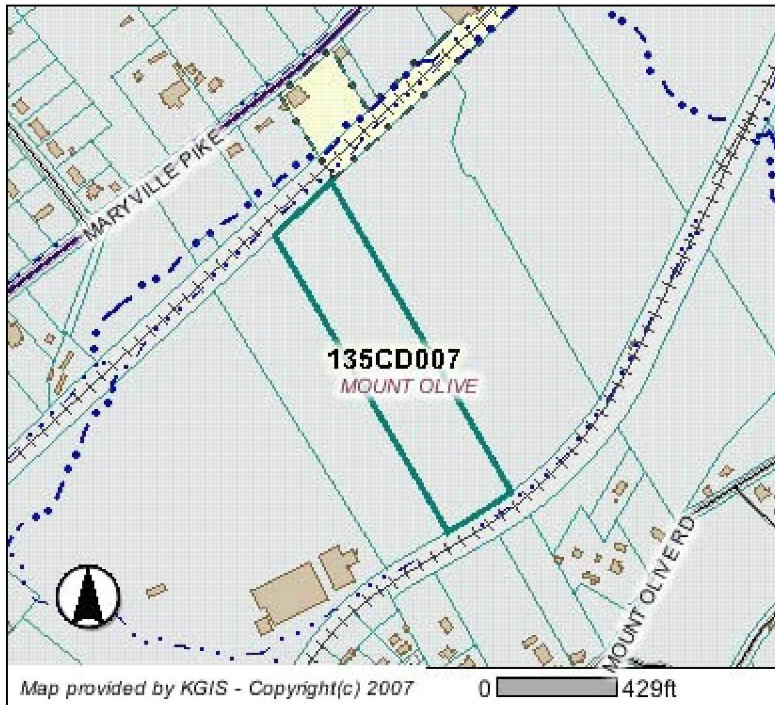 MARYVILLE PIKE
135CD007
MOUNT OLIVE
MOUNT OLIVE RD
Map provided by KGIS - Copyright(c) 2007
0 429ft